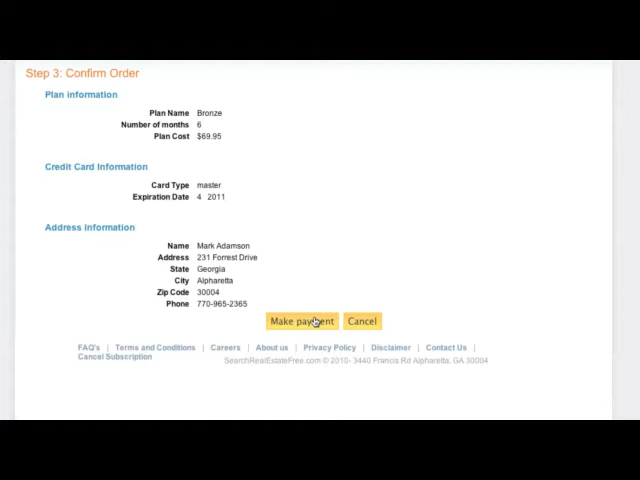 Step 3: Confirm Order
Plan information
Plan Name Bronze
Number of months 6
Plan Cost $69.95
Credit Card Information
Card Type master
Expiration Date 4 2011
Address information
Name Mark Adamson
Address 231 Forrest Drive
State Georgia
City Alpharetta
Zip Code 30004
Phone 770-965-2365
Make payment Cancel
FAQ's | Terms and Conditions | Careers | About us | Privacy Policy | Disclaimer | Contact Us |
Cancel Subscription
SearchRealEstateFree.com © 2010- 3440 Francis Rd Alpharetta, GA 30004